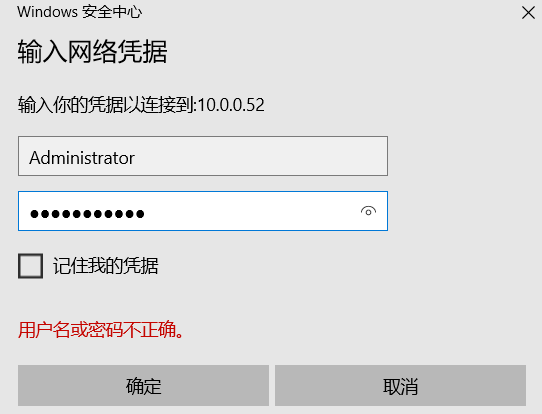 Windows 安全中心
输入网络凭据
输入你的凭据以连接到:10.0.0.52
Administrator
●●●●●●●●●●●
记住我的凭据
用户名或密码不正确。
确定
取消